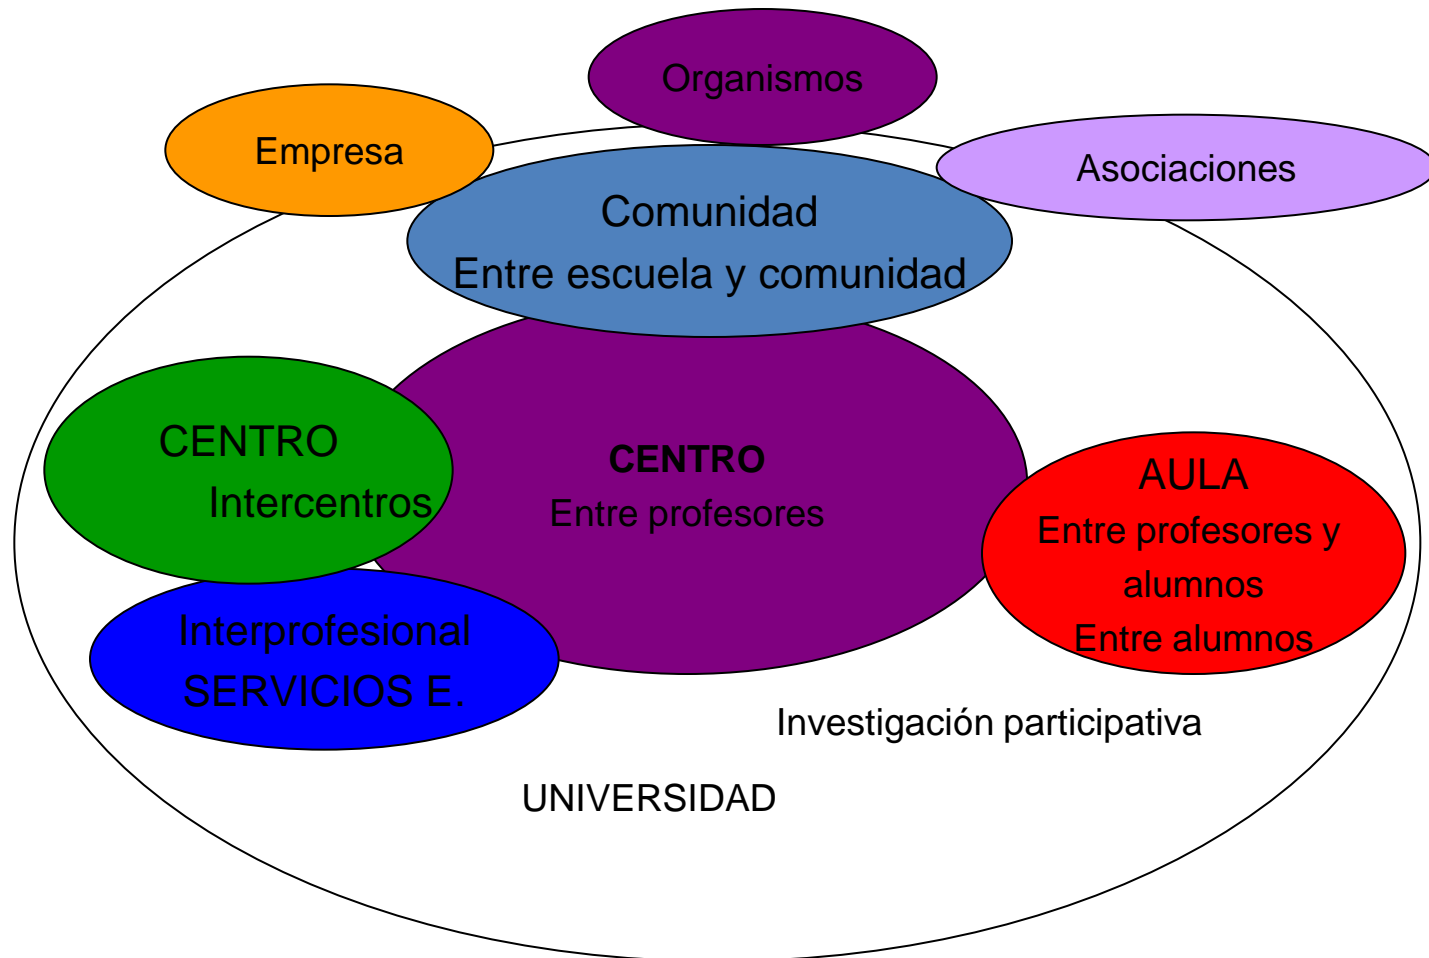 Organismos
Empresa
Asociaciones
Comunidad
Entre escuela y comunidad
CENTRO
Intercentros
CENTRO
Entre profesores
AULA
Entre profesores y
alumnos
Entre alumnos
Interprofesional
SERVICIOS E.
Investigación participativa
UNIVERSIDAD